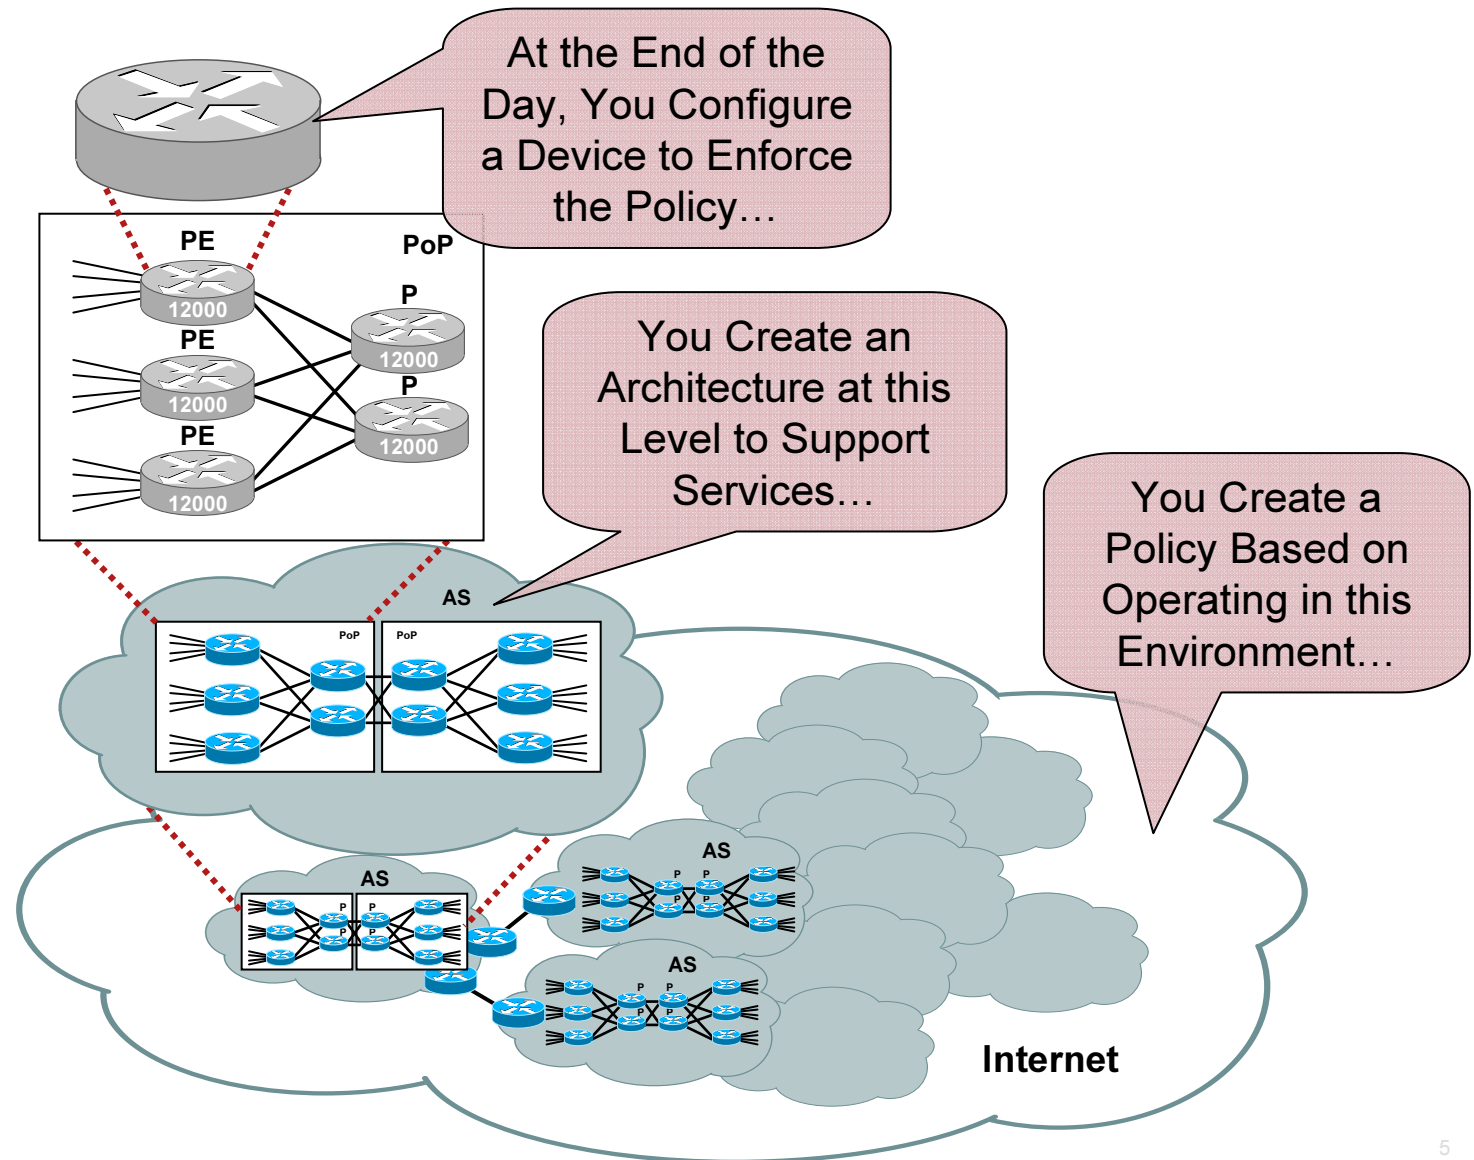 At the End of the
Day, You Configure
a Device to Enforce
the Policy…
PE
PoP
12000
P
12000
PE
12000
P
12000
PE
12000
You Create an
Architecture at this
Level to Support
Services…
You Create a
Policy Based on
Operating in this
Environment…
AS
PoP
PoP
AS
P
P
P
P
AS
P
P
P
P
AS
P
P
P
P
Internet
5